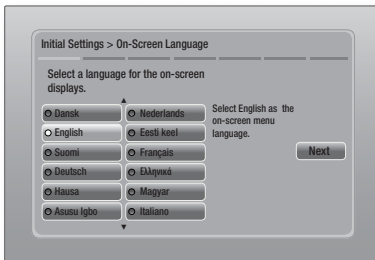 Initial Settings > On-Screen Language
Select a language for the on-screen
displays.
Dansk
Nederlands
English
Eesti keel
Suomi
Français
Deutsch
Ελληνικά
Hausa
Magyar
Asusu Igbo
Italiano
Select English as the
on-screen menu
language.
Next